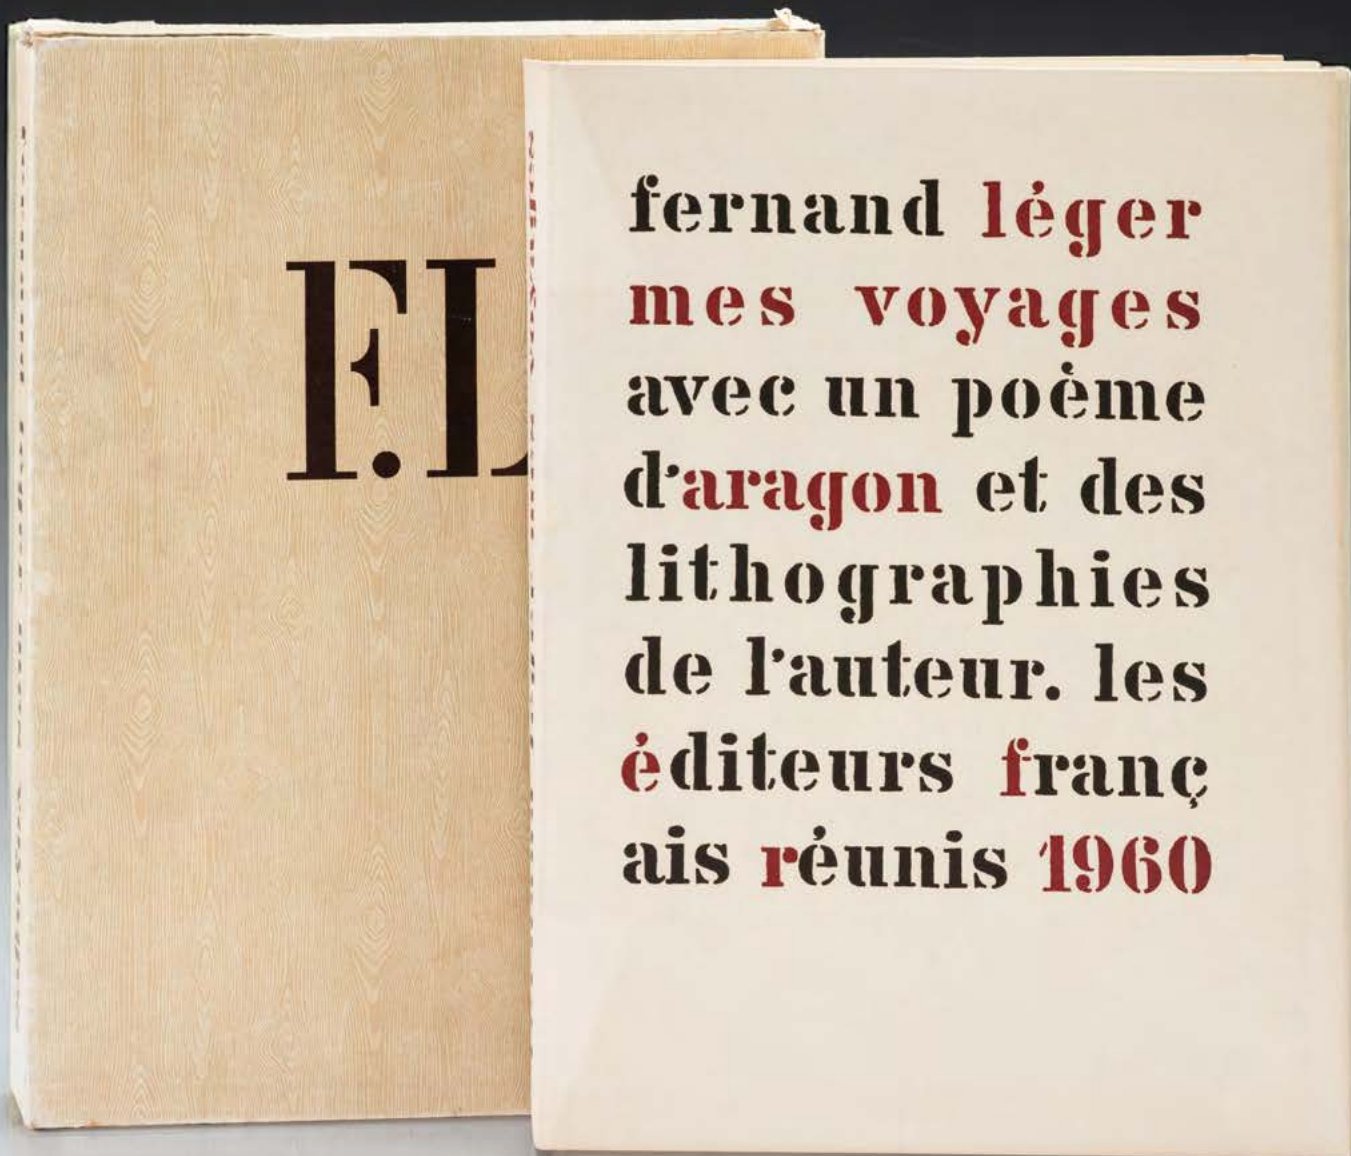 F.L
fernand léger
mes voyages
avec un poème
d'aragon et des
lithographies
de l'auteur. les
éditeurs franç
ais réunis 1960